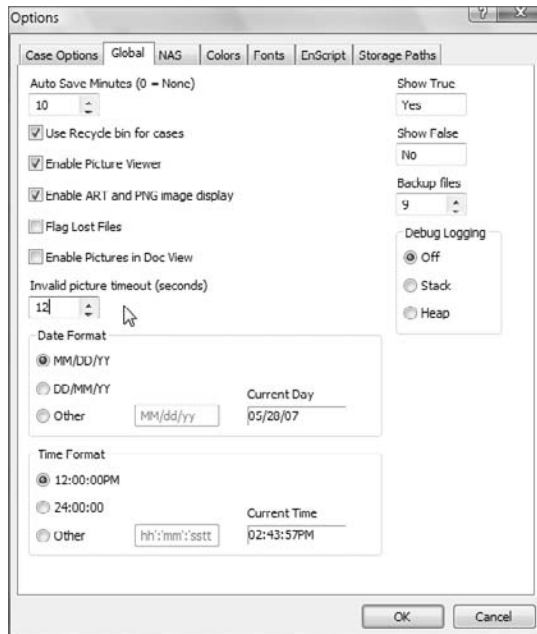 Options
Case Options Global NAS Colors Fonts EnScript Storage Paths
Auto Save Minutes (0 = None)
10
Use Recycle bin for cases
Enable Picture Viewer
Enable ART and PNG image display
Flag Lost Files
Enable Pictures in Doc View
Invalid picture timeout (seconds)
12
Show True
Yes
Show False
No
Backup files
9
Debug Logging
Off
Stack
Heap
Date Format
MM/DD/YY
DD/MM/YY
Other MM/dd/yy
Current Day
05/28/07
Time Format
12:00:00PM
24:00:00
Other hh':'mm':'sstt
Current Time
02:43:57PM
OK Cancel